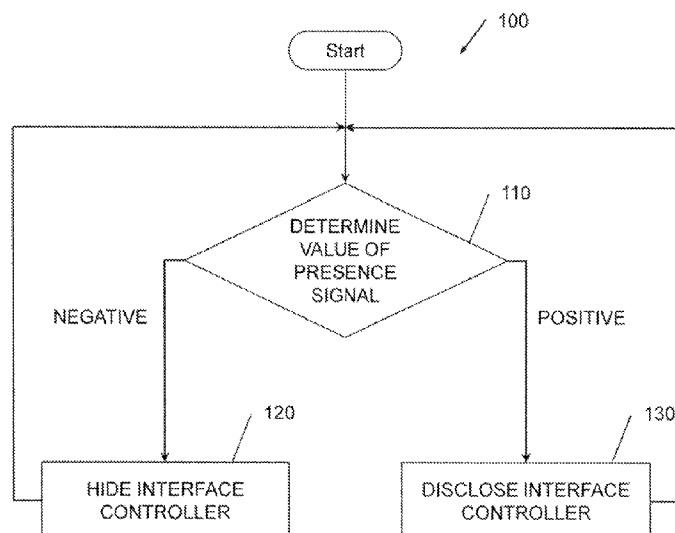 100
Start
110
DETERMINE
VALUE OF
PRESENCE
SIGNAL
NEGATIVE
POSITIVE
120
130
HIDE INTERFACE
CONTROLLER
DISCLOSE INTERFACE
CONTROLLER